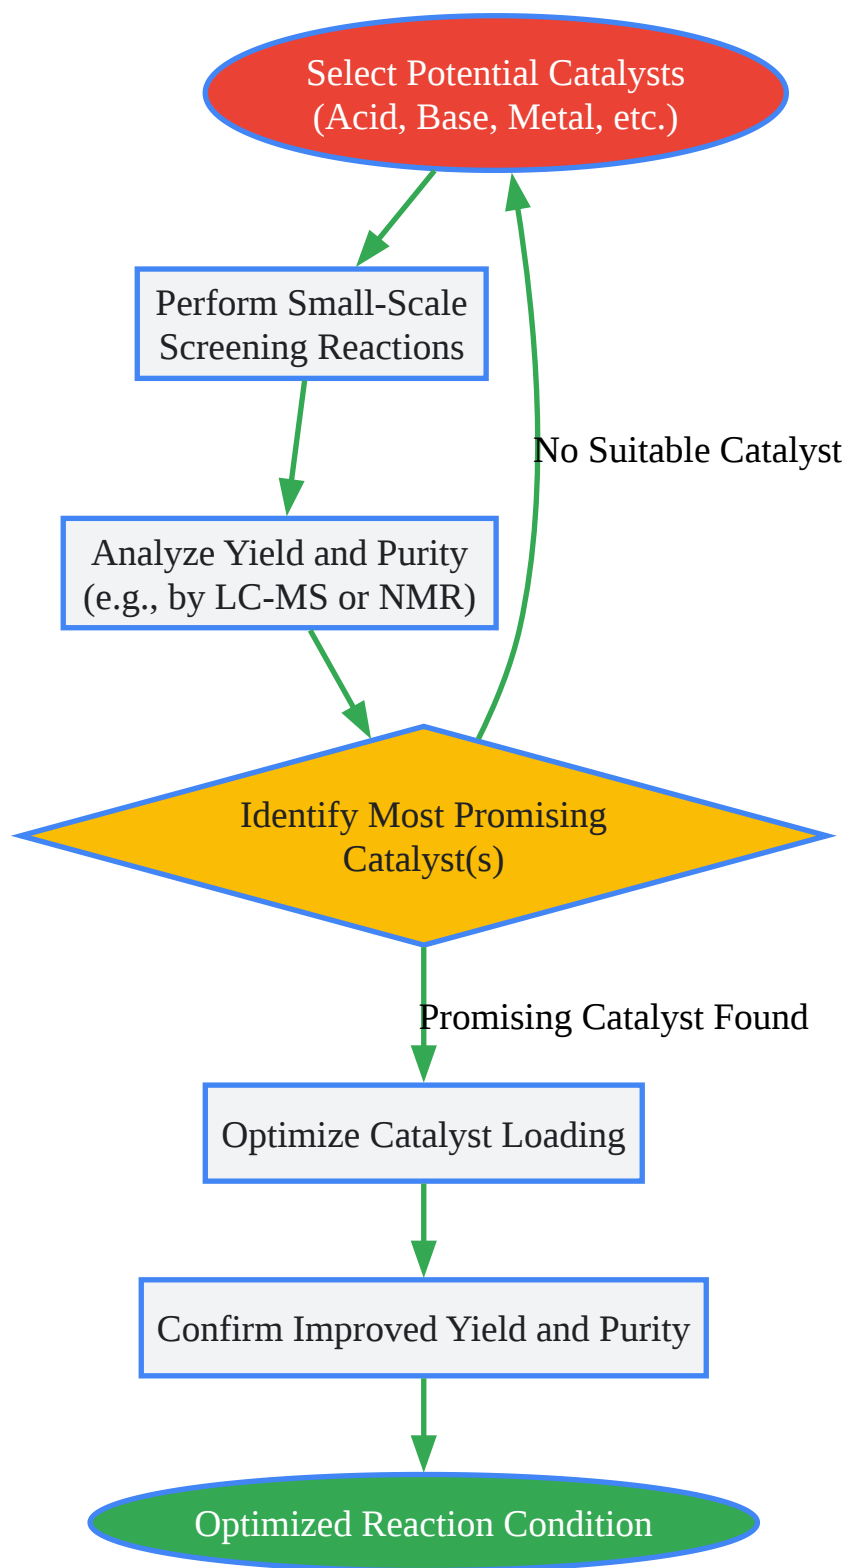 Select Potential Catalysts
(Acid, Base, Metal, etc.)
Perform Small-Scale
Screening Reactions
No Suitable Catalyst
Analyze Yield and Purity
(e.g., by LC-MS or NMR)
Identify Most Promising
Catalyst(s)
Promising Catalyst Found
Optimize Catalyst Loading
Confirm Improved Yield and Purity
Optimized Reaction Condition